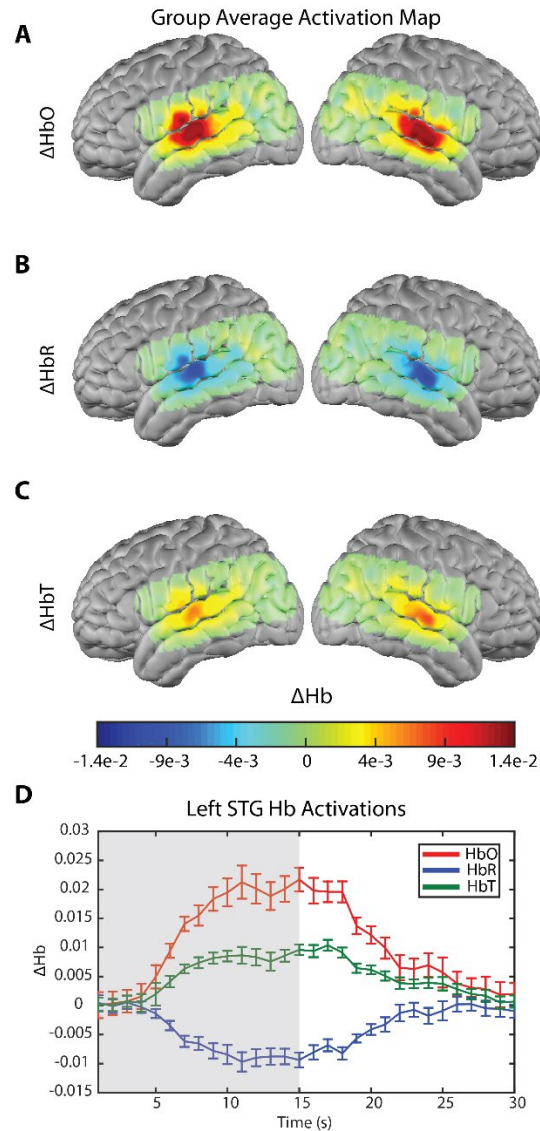 Group Average Activation Map
A
ΔHbO
B
ΔHbR
C
ΔHbT
ΔHb
-1.4e-2 -9e-3 -4e-3 0 4e-3 9e-3 1.4e-2
D
Left STG Hb Activations
0.03
0.025
0.02
0.015
0.01
0.005
0
-0.005
-0.01
-0.015
ΔHb
HbO
HbR
HbT
5 10 15 20 25 30
Time (s)